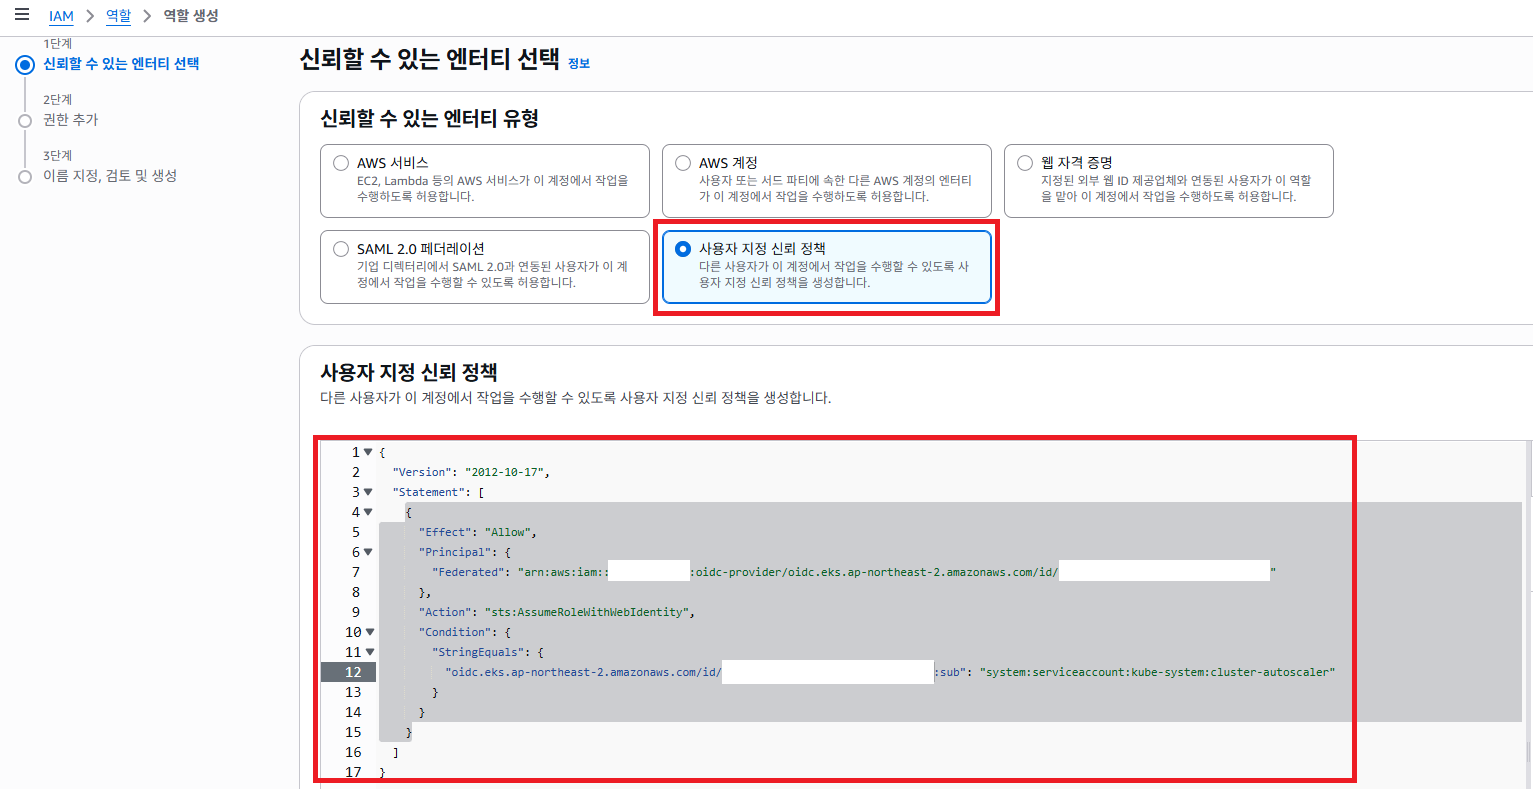 IAM > 역할 > 역할 생성
1단계
신뢰할 수 있는 엔터티 선택
2단계
권한 추가
3단계
이름 지정, 검토 및 생성
신뢰할 수 있는 엔터티 선택 정보
신뢰할 수 있는 엔터티 유형
AWS 서비스
EC2, Lambda 등의 AWS 서비스가 이 계정에서 작업을
수행하도록 허용합니다.
AWS 계정
사용자 또는 서드 파티에 속한 다른 AWS 계정의 엔터티
가 이 계정에서 작업을 수행하도록 허용합니다.
웹 자격 증명
지정된 외부 웹 ID 제공업체와 연동된 사용자가 이 역할
을 맡아 이 계정에서 작업을 수행하도록 허용합니다.
SAML 2.0 페더레이션
기업 디렉터리에서 SAML 2.0과 연동된 사용자가 이 계
정에서 작업을 수행할 수 있도록 허용합니다.
사용자 지정 신뢰 정책
다른 사용자가 이 계정에서 작업을 수행할 수 있도록 사
용자 지정 신뢰 정책을 생성합니다.
사용자 지정 신뢰 정책
다른 사용자가 이 계정에서 작업을 수행할 수 있도록 사용자 지정 신뢰 정책을 생성합니다.
1 {
2 "Version": "2012-10-17",
3 "Statement": [
4 {
5 "Effect": "Allow",
6 "Principal": {
7 "Federated": "arn:aws:iam:: :oidc-provider/oidc.eks.ap-northeast-2.amazonaws.com/id/ "
8 },
9 "Action": "sts:AssumeRoleWithWebIdentity",
10 "Condition": {
11 "StringEquals": {
12 "oidc.eks.ap-northeast-2.amazonaws.com/id/ :sub": "system:serviceaccount:kube-system:cluster-autoscaler"
13 }
14 }
15 }
16 ]
17 }